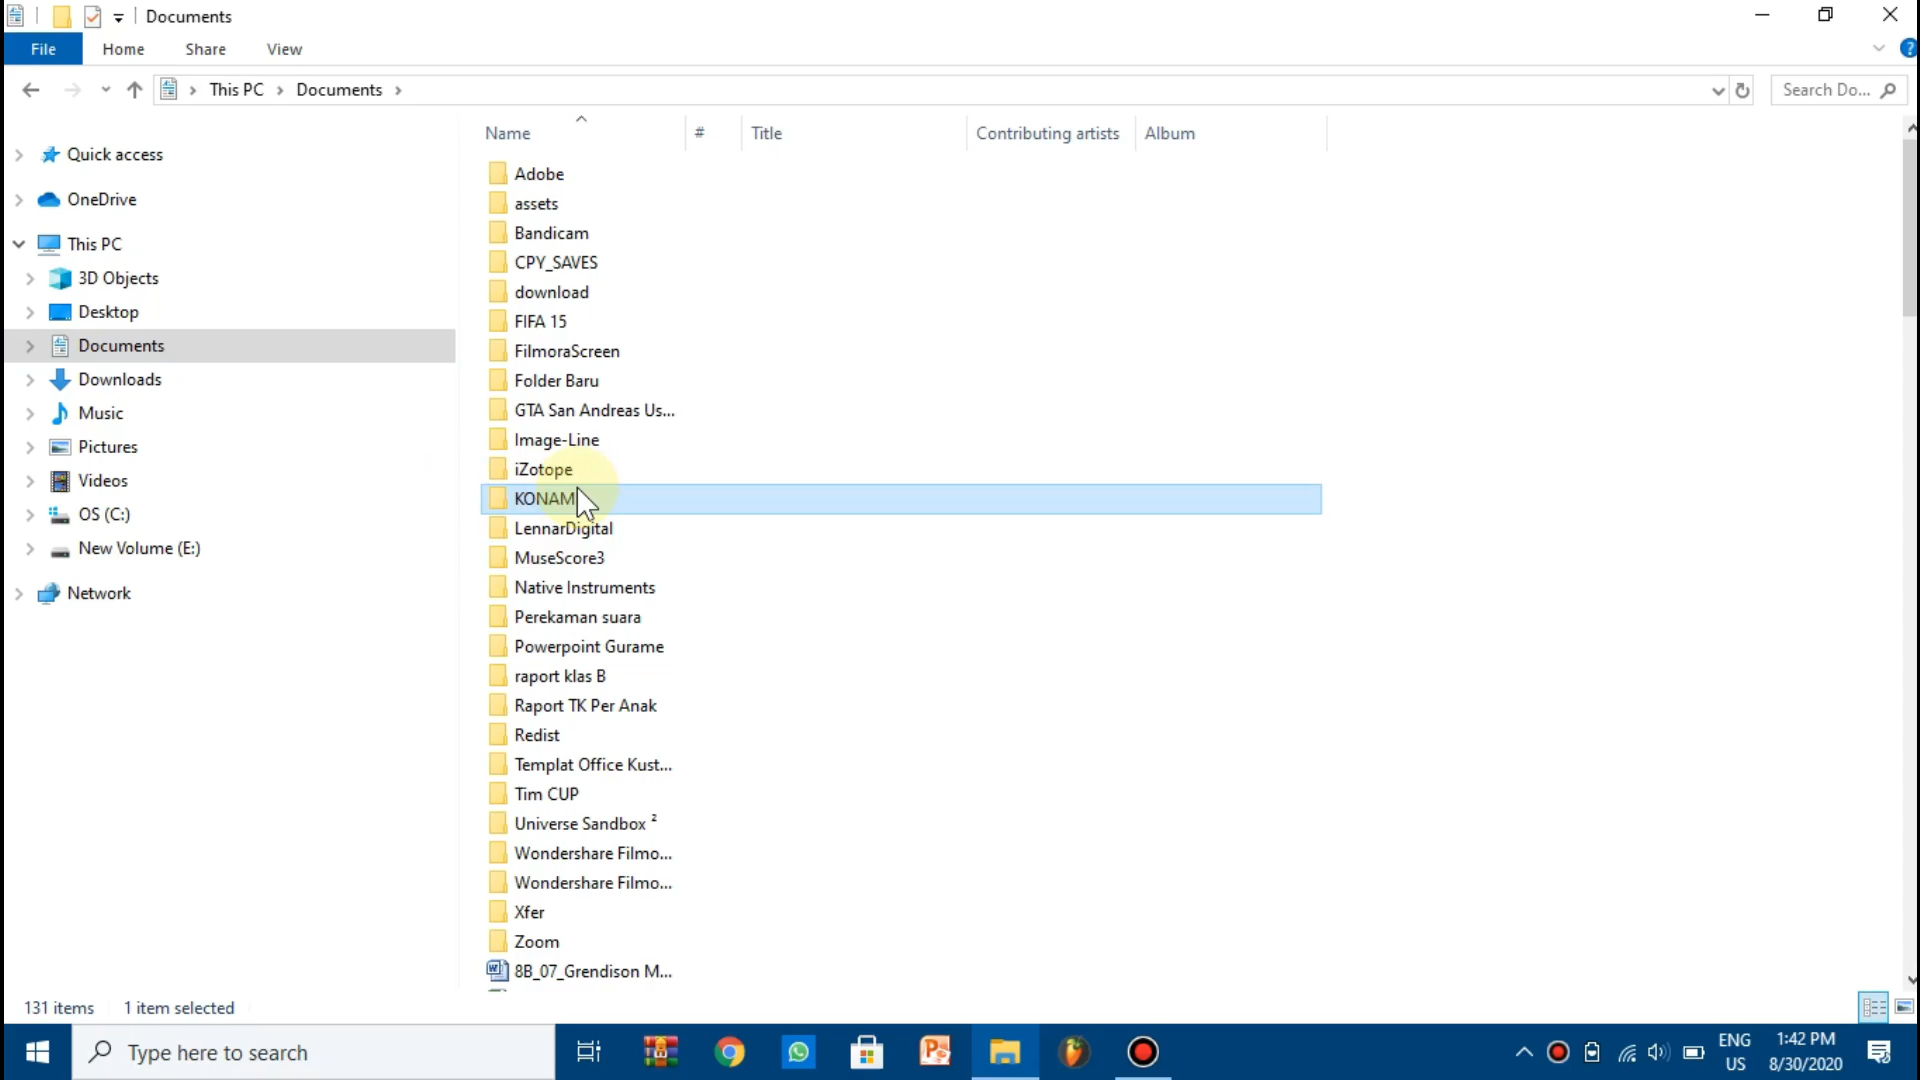 Documents
File Home Share View
This PC > Documents >
Search Do...
Name # Title Contributing artists Album
Quick access
OneDrive
This PC
3D Objects
Desktop
Documents
Downloads
Music
Pictures
Videos
OS (C:)
New Volume (E:)
Network
Adobe
assets
Bandicam
CPY_SAVES
download
FIFA 15
FilmoraScreen
Folder Baru
GTA San Andreas Us...
Image-Line
iZotope
KONAMI
LennarDigital
MuseScore3
Native Instruments
Perekaman suara
Powerpoint Gurame
raport klas B
Raport TK Per Anak
Redist
Templat Office Kust...
Tim CUP
Universe Sandbox ²
Wondershare Filmo...
Wondershare Filmo...
Xfer
Zoom
8B_07_Grendison M...
131 items 1 item selected
Type here to search
ENG
US
1:42 PM
8/30/2020